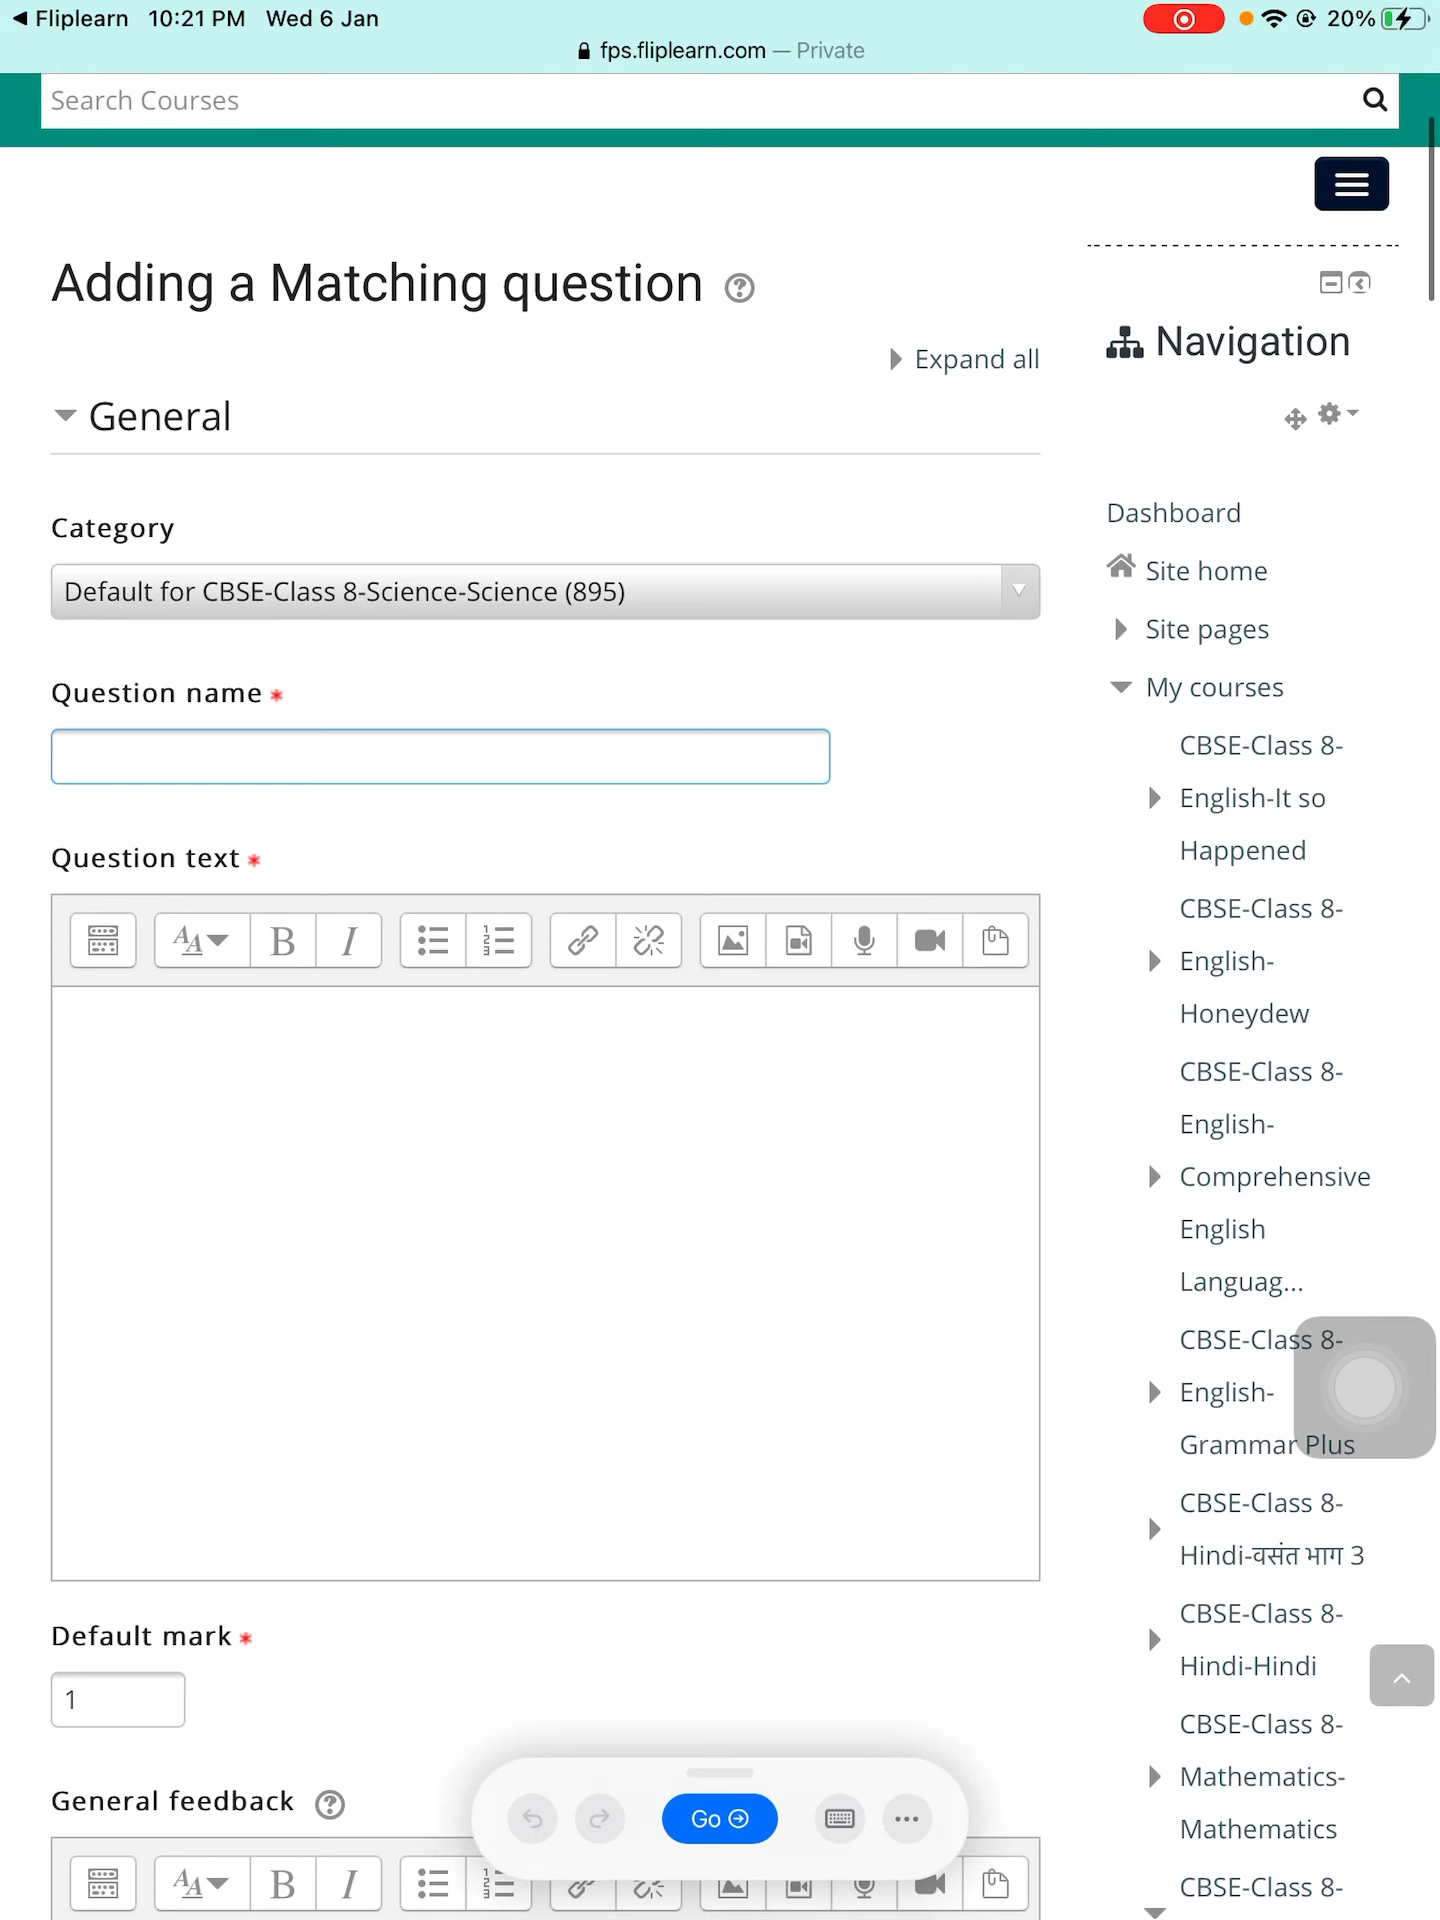 Fliplearn 10:21 PM Wed 6 Jan
20%
fps.fliplearn.com — Private
Search Courses
Adding a Matching question
Expand all
General
Category
Default for CBSE-Class 8-Science-Science (895)
Question name *
Question text *
AA B I
Default mark *
1
General feedback
AA B I
Go
Navigation
Dashboard
Site home
Site pages
My courses
CBSE-Class 8-
English-It so
Happened
CBSE-Class 8-
English-
Honeydew
CBSE-Class 8-
English-
Comprehensive
English
Languag...
CBSE-Class 8-
English-
Grammar Plus
CBSE-Class 8-
Hindi-वसंत भाग 3
CBSE-Class 8-
Hindi-Hindi
CBSE-Class 8-
Mathematics-
Mathematics
CBSE-Class 8-